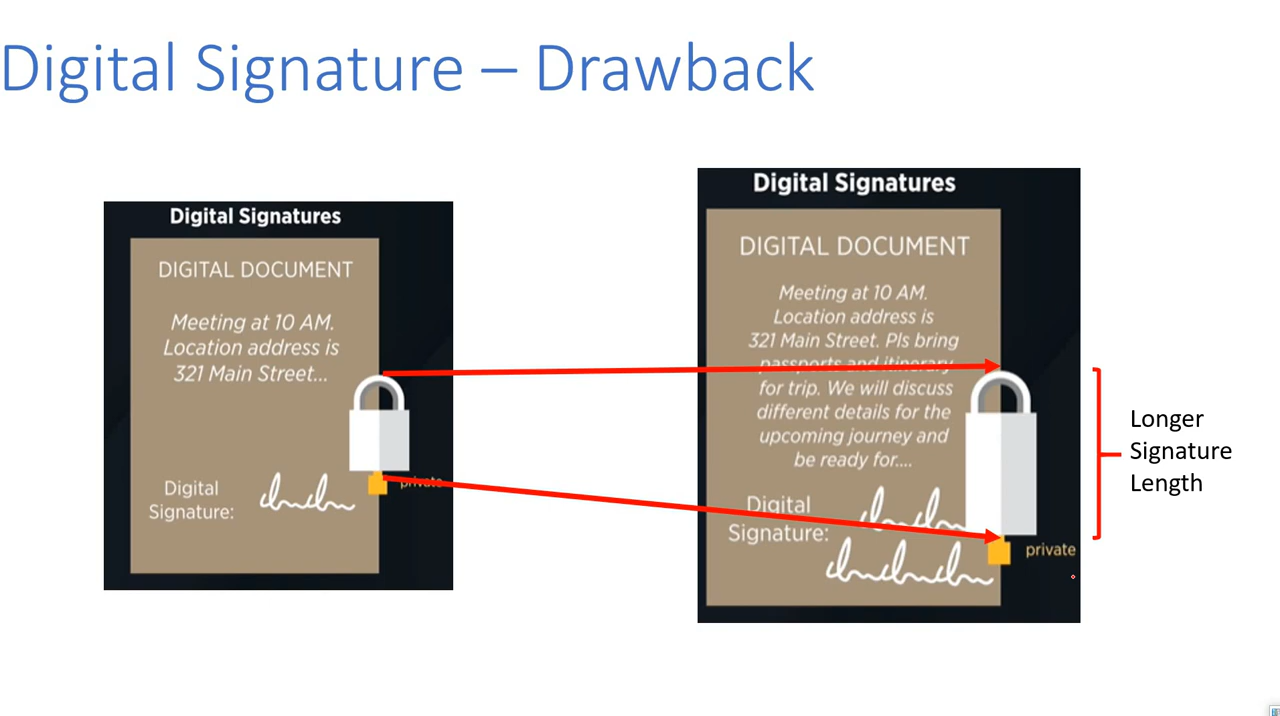 Digital Signature – Drawback
Digital Signatures
DIGITAL DOCUMENT
Meeting at 10 AM.
Location address is
321 Main Street...
Digital
Signature:
private
Digital Signatures
DIGITAL DOCUMENT
Meeting at 10 AM.
Location address is
321 Main Street. Pls bring
passports and itinerary
for trip. We will discuss
different details for the
upcoming journey and
be ready for....
Digital
Signature:
private
Longer
Signature
Length